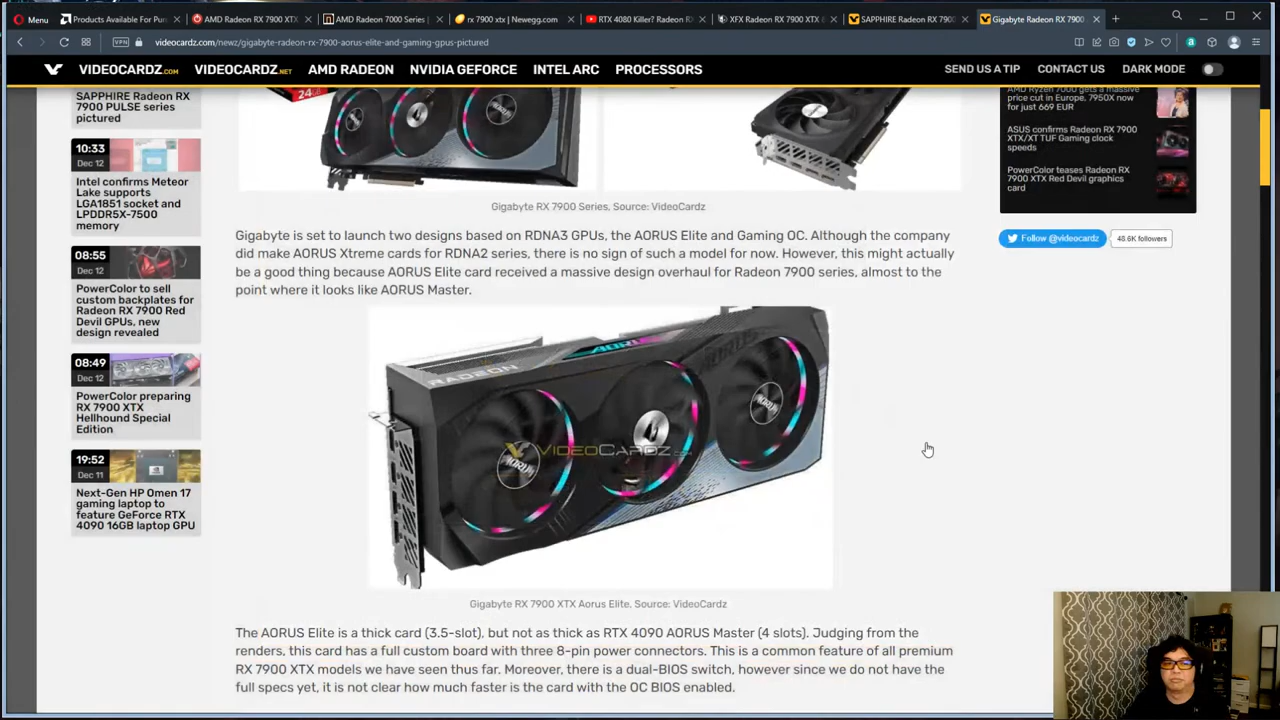 Menu
Products Available For Pur
AMD Radeon RX 7900 XTX
AMD Radeon 7000 Series |
rx 7900 xtx | Newegg.com
RTX 4080 Killer? Radeon R
XFX Radeon RX 7900 XTX &
SAPPHIRE Radeon RX 790
Gigabyte Radeon RX 7900
VPN
videocardz.com/newz/gigabyte-radeon-rx-7900-aorus-elite-and-gaming-gpus-pictured
VIDEOCARDZ.COM VIDEOCARDZ.NET AMD RADEON NVIDIA GEFORCE INTEL ARC PROCESSORS SEND US A TIP CONTACT US DARK MODE
SAPPHIRE Radeon RX
7900 PULSE series
pictured
10:33
Dec 12
Intel confirms Meteor
Lake supports
LGA1851 socket and
LPDDR5X-7500
memory
08:55
Dec 12
PowerColor to sell
custom backplates for
Radeon RX 7900 Red
Devil GPUs, new
design revealed
08:49
Dec 12
PowerColor preparing
RX 7900 XTX
Hellhound Special
Edition
19:52
Dec 11
Next-Gen HP Omen 17
gaming laptop to
feature GeForce RTX
4090 16GB laptop GPU
24GB
Gigabyte RX 7900 Series, Source: VideoCardz
Gigabyte is set to launch two designs based on RDNA3 GPUs, the AORUS Elite and Gaming OC. Although the company
did make AORUS Xtreme cards for RDNA2 series, there is no sign of such a model for now. However, this might actually
be a good thing because AORUS Elite card received a massive design overhaul for Radeon 7900 series, almost to the
point where it looks like AORUS Master.
RADEON
AORUS
VIDEOCARDZ
Gigabyte RX 7900 XTX Aorus Elite, Source: VideoCardz
The AORUS Elite is a thick card (3.5-slot), but not as thick as RTX 4090 AORUS Master (4 slots). Judging from the
renders, this card has a full custom board with three 8-pin power connectors. This is a common feature of all premium
RX 7900 XTX models we have seen thus far. Moreover, there is a dual-BIOS switch, however since we do not have the
full specs yet, it is not clear how much faster is the card with the OC BIOS enabled.
AMD Ryzen 7000 gets a massive
price cut in Europe, 7950X now
for just 669 EUR
ASUS confirms Radeon RX 7900
XTX/XT TUF Gaming clock
speeds
PowerColor teases Radeon RX
7900 XTX Red Devil graphics
card
Follow @videocardz
48.6K followers